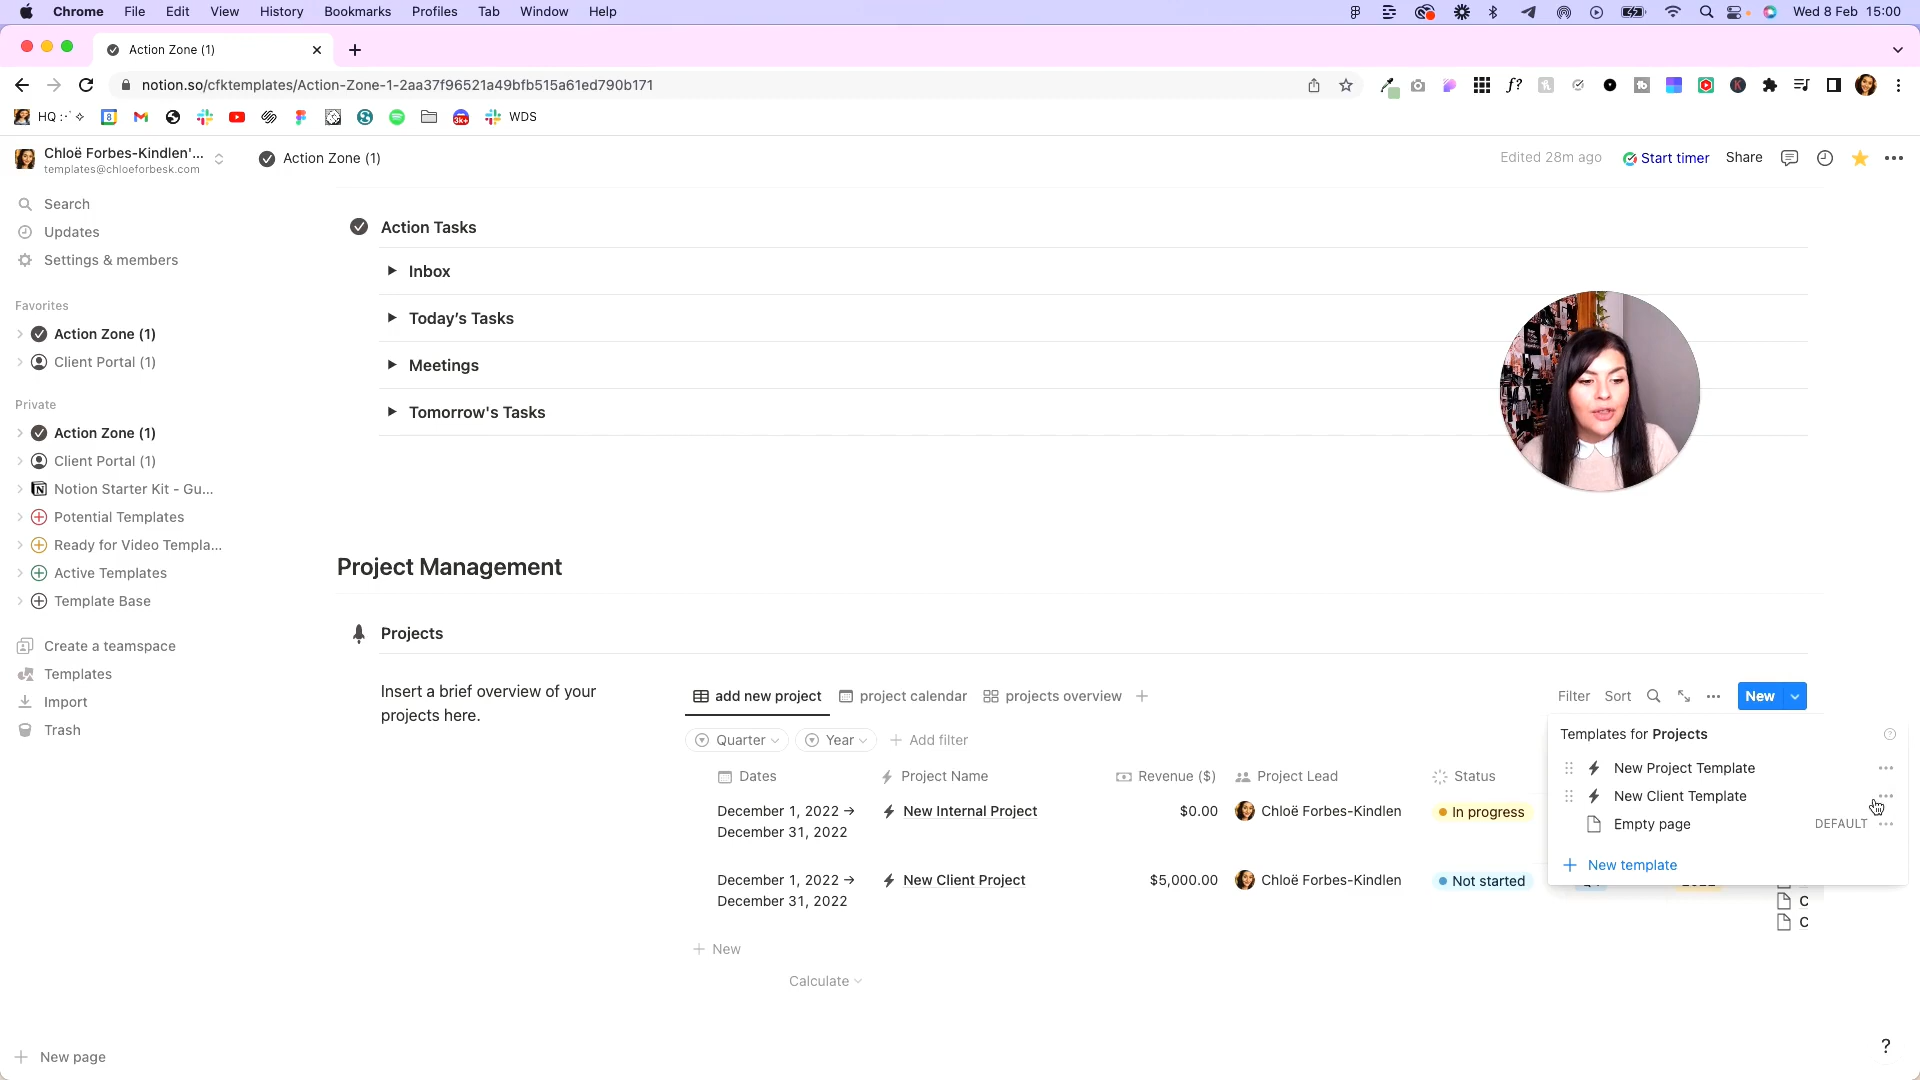 Chrome File Edit View History Bookmarks Profiles Tab Window Help Wed 8 Feb 15:00
Action Zone (1)
notion.so/cfktemplates/Action-Zone-1-2aa37f96521a49bfb515a61ed790b171
HQ WDS
Chloë Forbes-Kindlen'...
templates@chloeforbesk.com
Action Zone (1)
Edited 28m ago Start timer Share
Search
Updates
Settings & members
Favorites
Action Zone (1)
Client Portal (1)
Private
Action Zone (1)
Client Portal (1)
Notion Starter Kit - Gu...
Potential Templates
Ready for Video Templa...
Active Templates
Template Base
Create a teamspace
Templates
Import
Trash
New page
Action Tasks
Inbox
Today's Tasks
Meetings
Tomorrow's Tasks
Project Management
Projects
Insert a brief overview of your
projects here.
add new project project calendar projects overview
Filter Sort New
Quarter Year Add filter
Dates Project Name Revenue ($) Project Lead Status
December 1, 2022 → New Internal Project $0.00 Chloë Forbes-Kindlen In progress
December 31, 2022
December 1, 2022 → New Client Project $5,000.00 Chloë Forbes-Kindlen Not started
December 31, 2022
C
C
New
Calculate
Templates for Projects
New Project Template
New Client Template
Empty page DEFAULT
New template
?